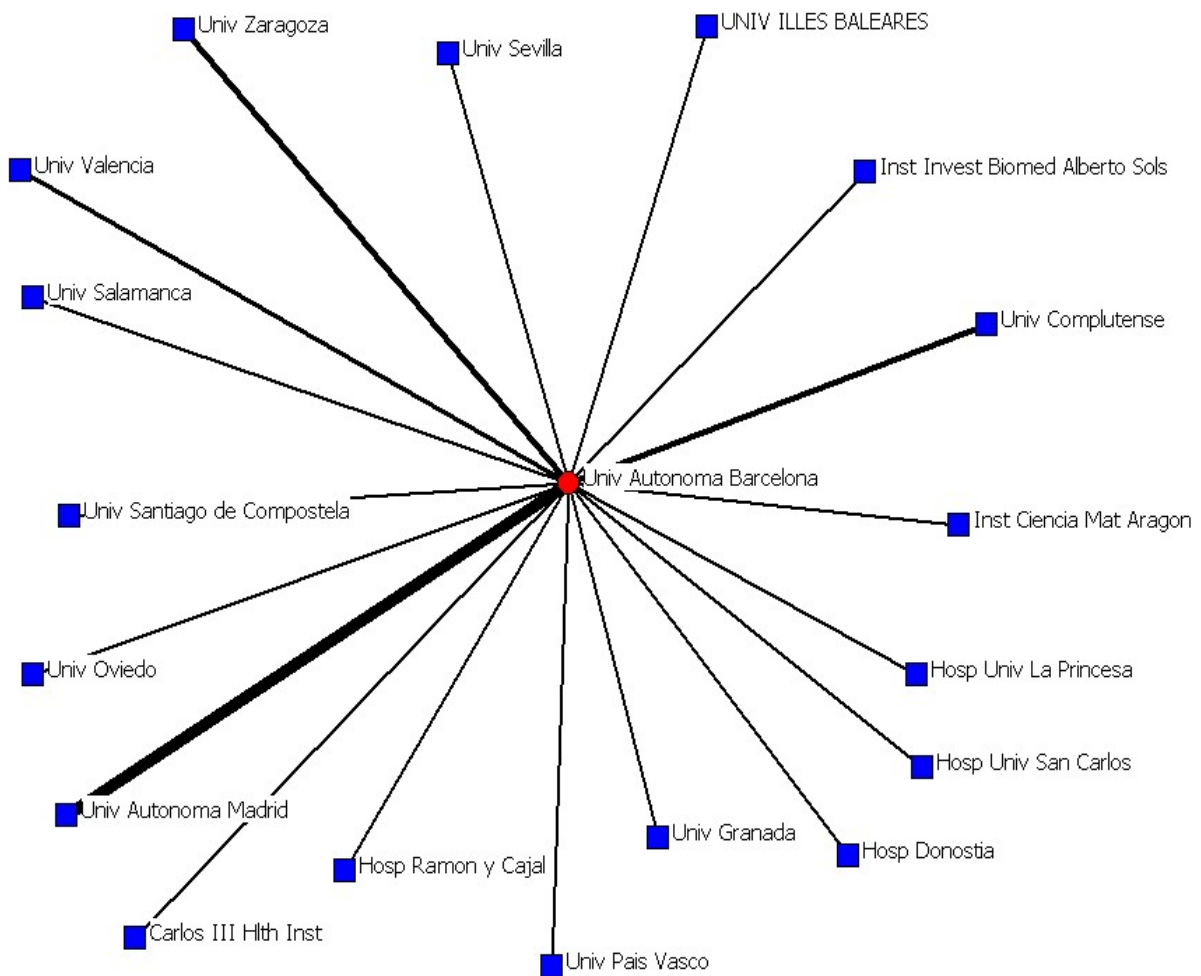 Univ Zaragoza
Univ Sevilla
UNIV ILLES BALEARES
Univ Valencia
Inst Invest Biomed Alberto Sols
Univ Salamanca
Univ Complutense
Univ Autonoma Barcelona
Univ Santiago de Compostela
Inst Ciencia Mat Aragon
Univ Oviedo
Hosp Univ La Princesa
Hosp Univ San Carlos
Univ Autonoma Madrid
Univ Granada
Hosp Donostia
Hosp Ramon y Cajal
Carlos III Hlth Inst
Univ Pais Vasco